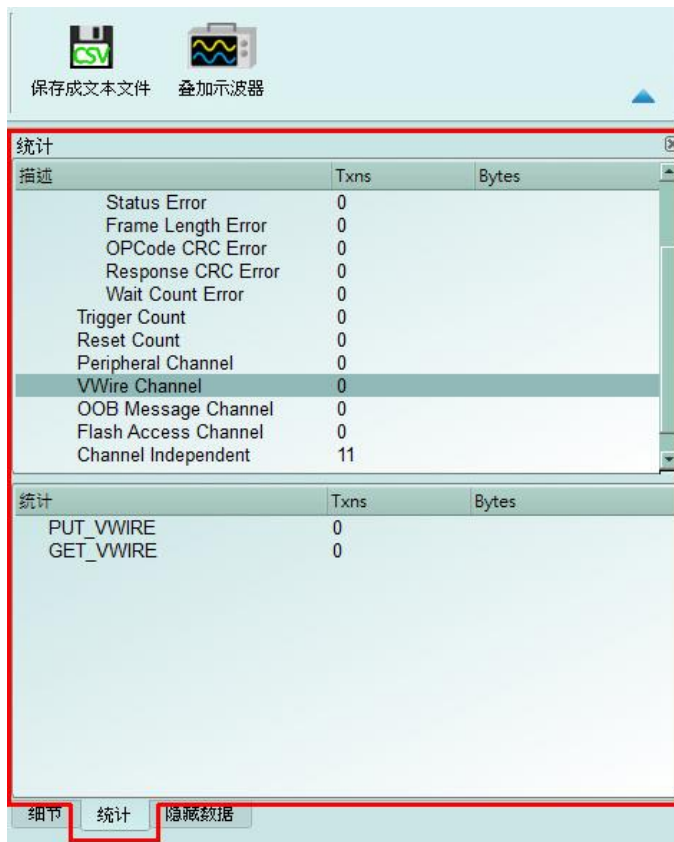 CSV
保存成文本文件 叠加示波器
统计
描述 Txns Bytes
Status Error 0
Frame Length Error 0
OPCode CRC Error 0
Response CRC Error 0
Wait Count Error 0
Trigger Count 0
Reset Count 0
Peripheral Channel 0
VWire Channel 0
OOB Message Channel 0
Flash Access Channel 0
Channel Independent 11
统计 Txns Bytes
PUT_VWIRE 0
GET_VWIRE 0
细节 统计 隐藏数据